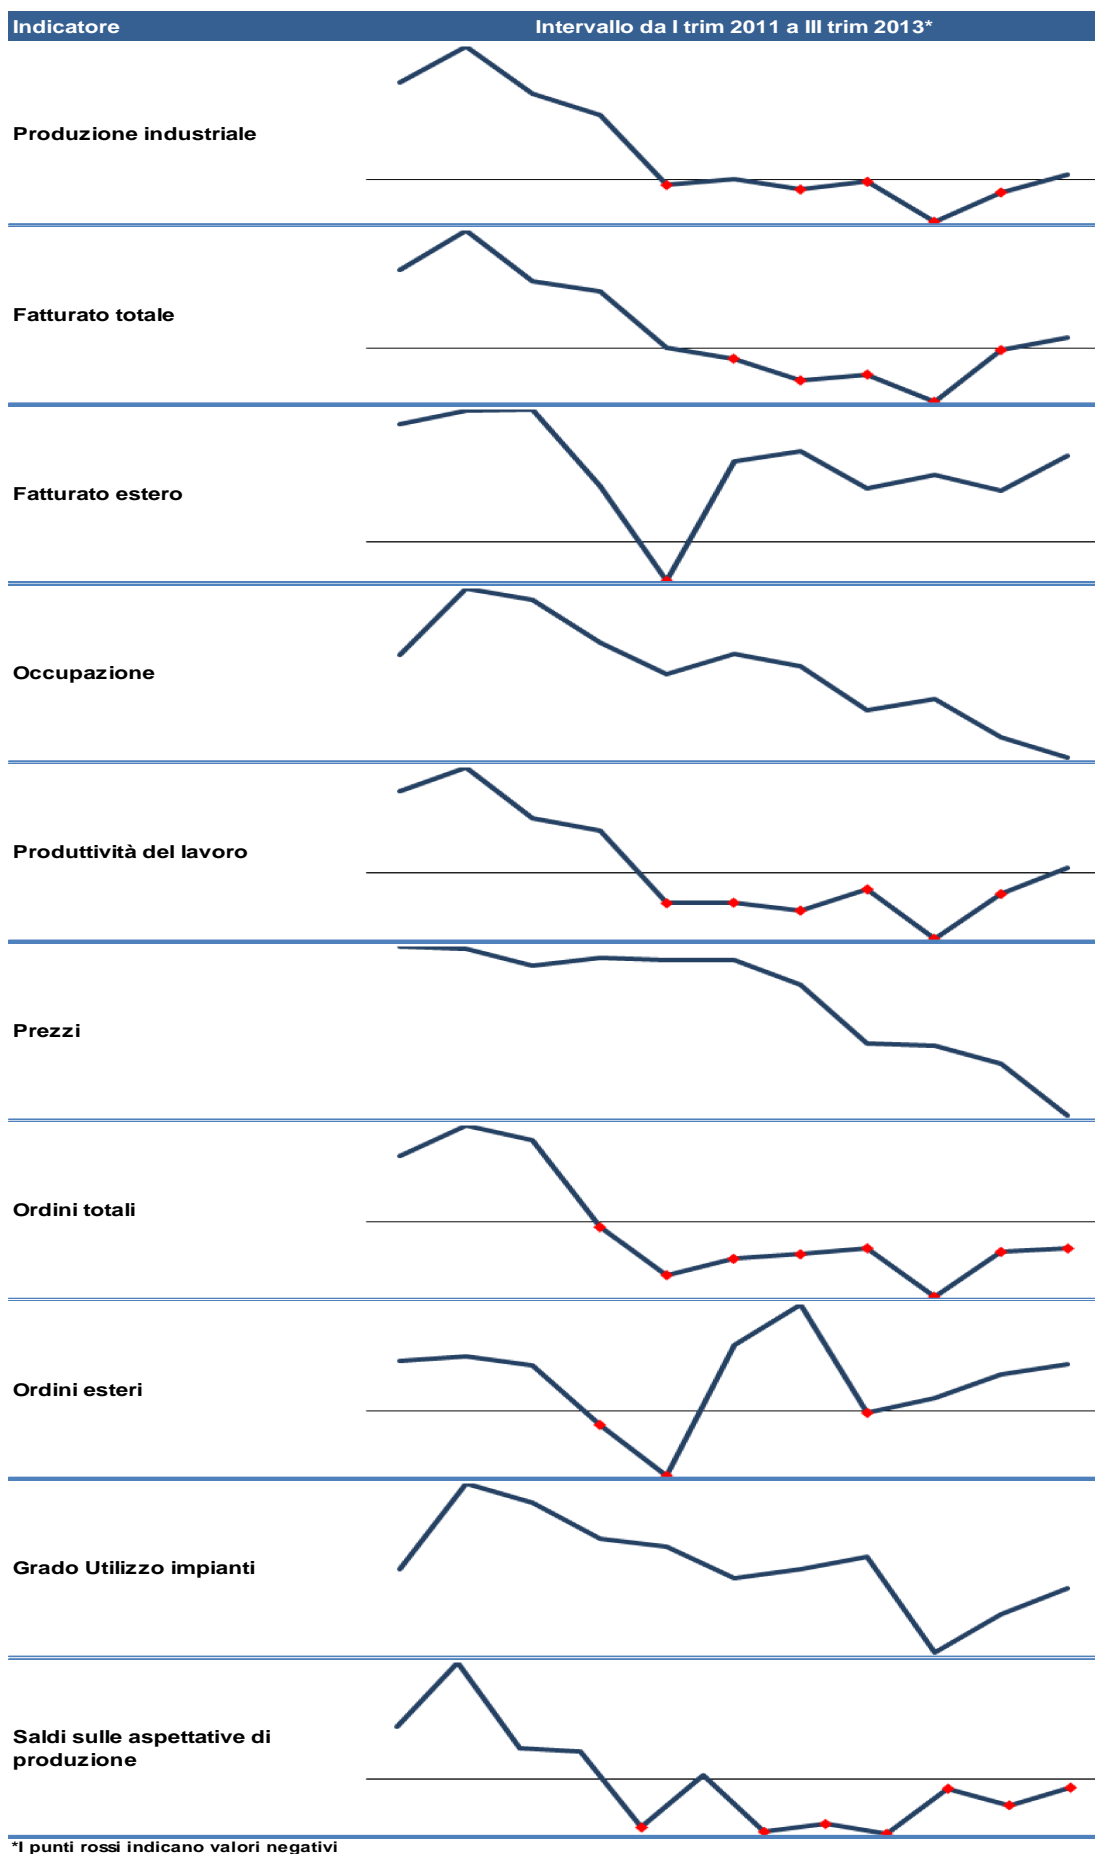 Indicatore Intervallo da I trim 2011 a III trim 2013*
Produzione industriale
Fatturato totale
Fatturato estero
Occupazione
Produttività del lavoro
Prezzi
Ordini totali
Ordini esteri
Grado Utilizzo impianti
Saldi sulle aspettative di
produzione
*I punti rossi indicano valori negativi